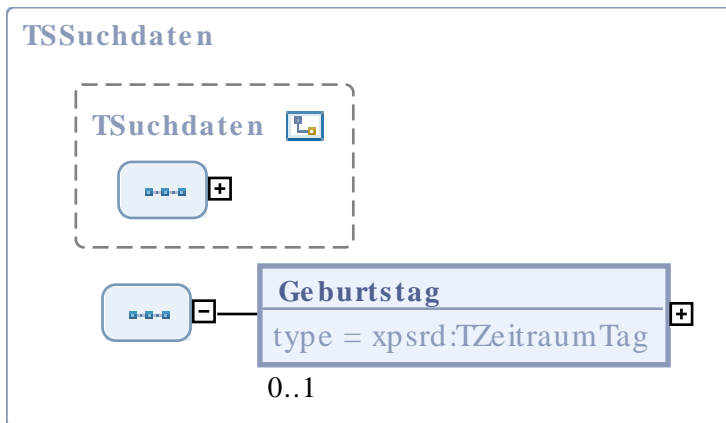 TSSuchdaten
TSuchdaten
Geburtstag
type = xpsrd:TZeitraumTag
0..1